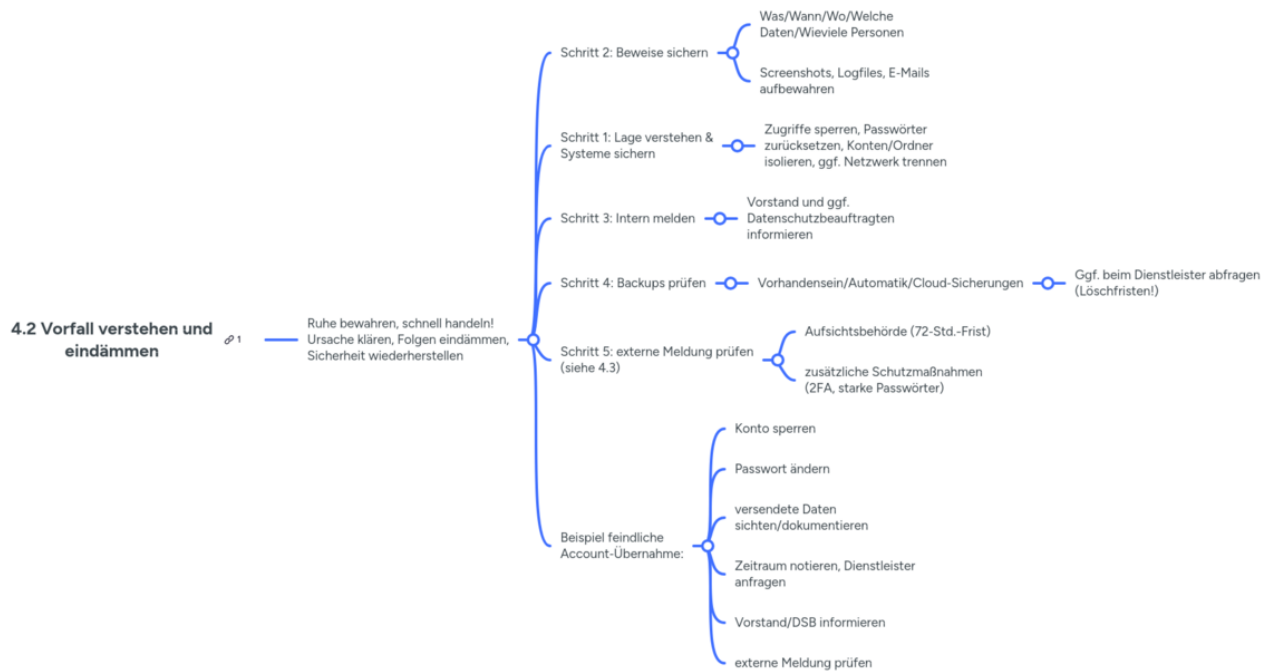 4.2 Vorfall verstehen und
eindämmen
1
Ruhe bewahren, schnell handeln!
Ursache klären, Folgen eindämmen,
Sicherheit wiederherstellen
Schritt 2: Beweise sichern
Was/Wann/Wo/Welche
Daten/Wieviele Personen
Screenshots, Logfiles, E-Mails
aufbewahren
Schritt 1: Lage verstehen &
Systeme sichern
Zugriffe sperren, Passwörter
zurücksetzen, Konten/Ordner
isolieren, ggf. Netzwerk trennen
Schritt 3: Intern melden
Vorstand und ggf.
Datenschutzbeauftragten
informieren
Schritt 4: Backups prüfen
Vorhandensein/Automatik/Cloud-Sicherungen
Ggf. beim Dienstleister abfragen
(Löschfristen!)
Schritt 5: externe Meldung prüfen
(siehe 4.3)
Aufsichtsbehörde (72-Std.-Frist)
zusätzliche Schutzmaßnahmen
(2FA, starke Passwörter)
Beispiel feindliche
Account-Übernahme:
Konto sperren
Passwort ändern
versendete Daten
sichten/dokumentieren
Zeitraum notieren, Dienstleister
anfragen
Vorstand/DSB informieren
externe Meldung prüfen